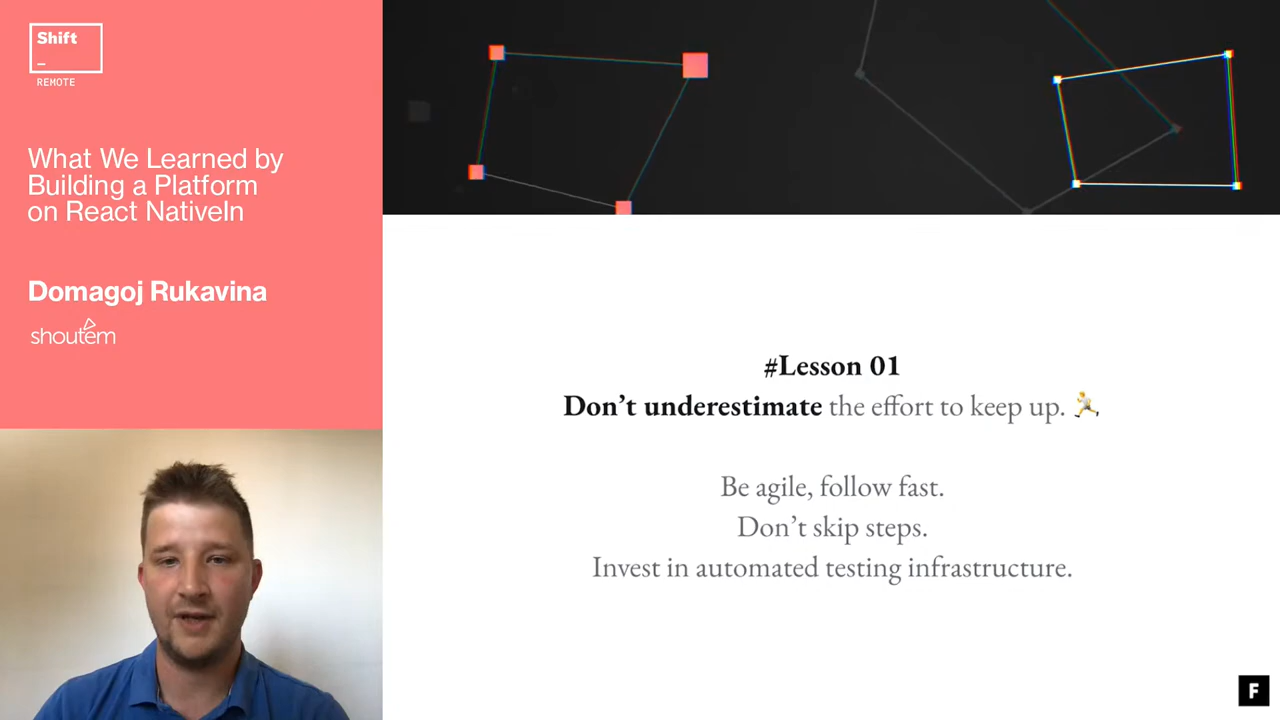 Shift
_
REMOTE
What We Learned by
Building a Platform
on React NativeIn
Domagoj Rukavina
shoutem
#Lesson 01
Don’t underestimate the effort to keep up. 🏃
Be agile, follow fast.
Don’t skip steps.
Invest in automated testing infrastructure.
F